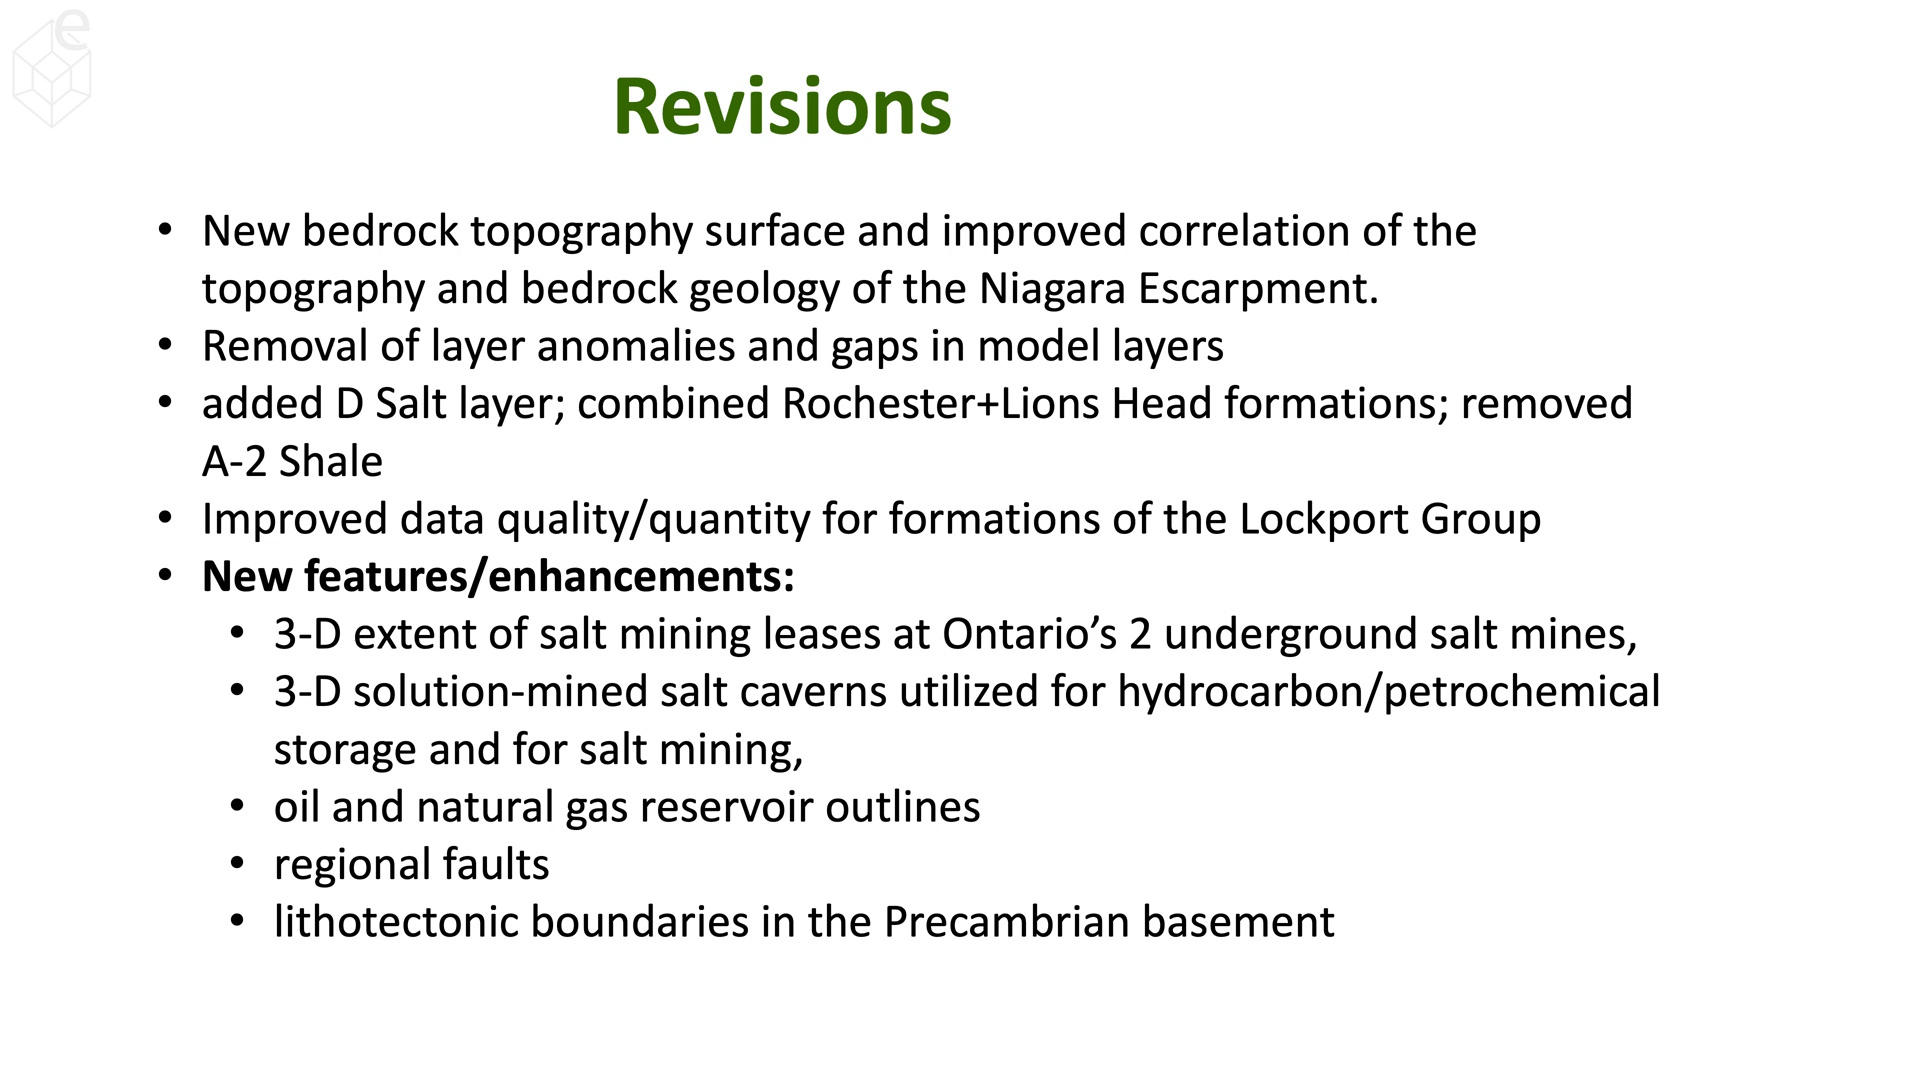 e
Revisions
• New bedrock topography surface and improved correlation of the
topography and bedrock geology of the Niagara Escarpment.
• Removal of layer anomalies and gaps in model layers
• added D Salt layer; combined Rochester+Lions Head formations; removed
A-2 Shale
• Improved data quality/quantity for formations of the Lockport Group
• New features/enhancements:
• 3-D extent of salt mining leases at Ontario’s 2 underground salt mines,
• 3-D solution-mined salt caverns utilized for hydrocarbon/petrochemical
storage and for salt mining,
• oil and natural gas reservoir outlines
• regional faults
• lithotectonic boundaries in the Precambrian basement